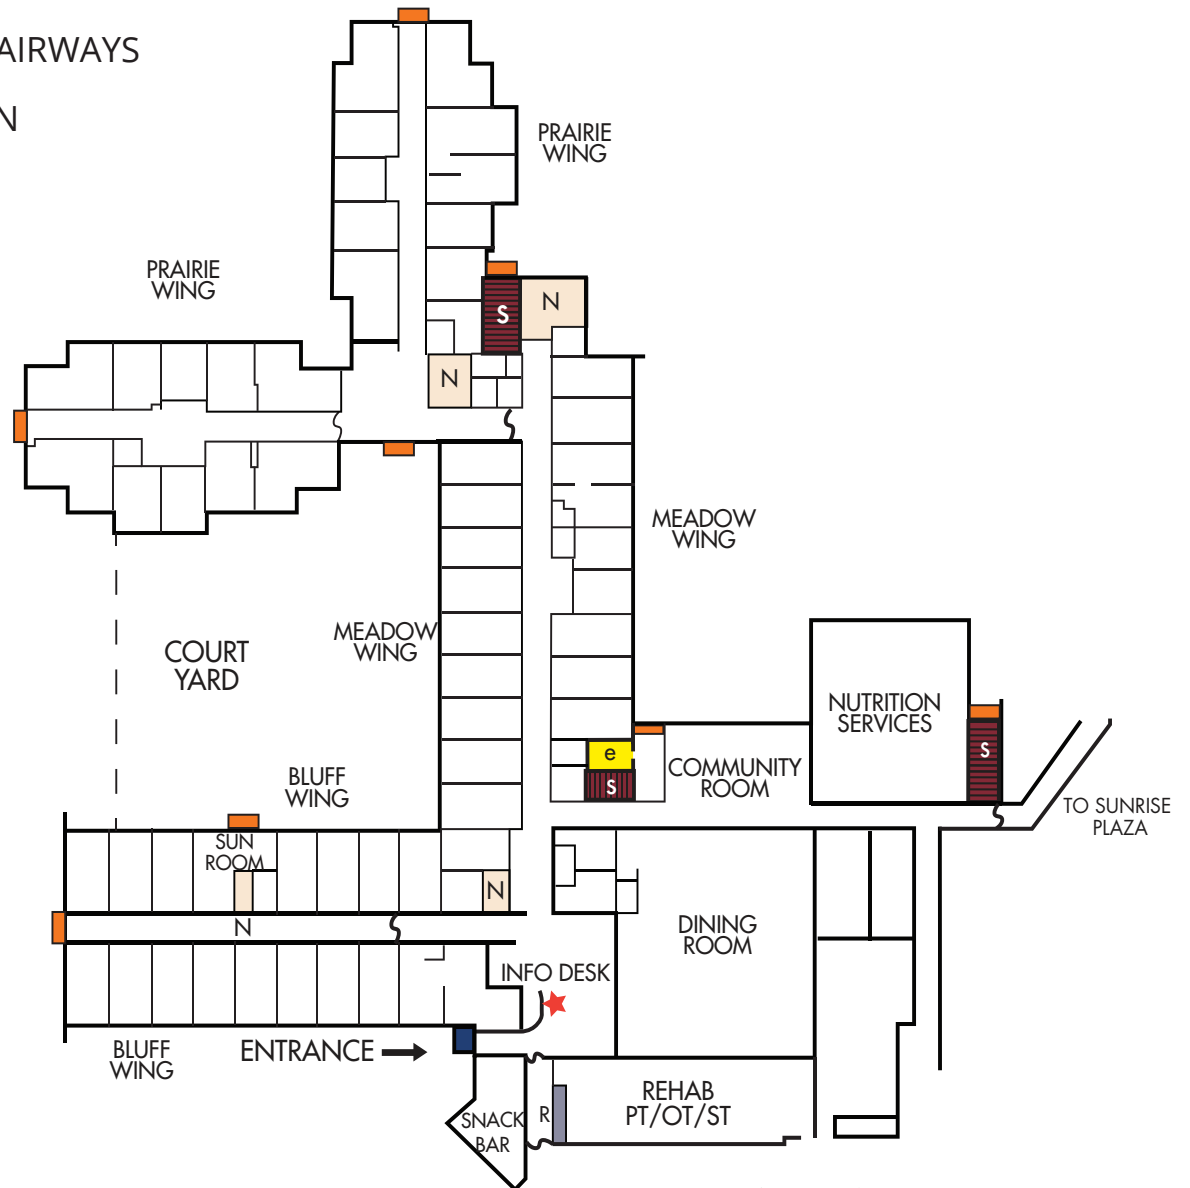 AIRWAYS
N
PRAIRIE
WING
PRAIRIE
WING
S
N
N
MEADOW
WING
MEADOW
WING
COURT
YARD
NUTRITION
SERVICES
S
e
S
COMMUNITY
ROOM
BLUFF
WING
TO SUNRISE
PLAZA
SUN
ROOM
N
N
DINING
ROOM
INFO DESK
BLUFF
WING
ENTRANCE
REHAB
PT/OT/ST
R
SNACK
BAR